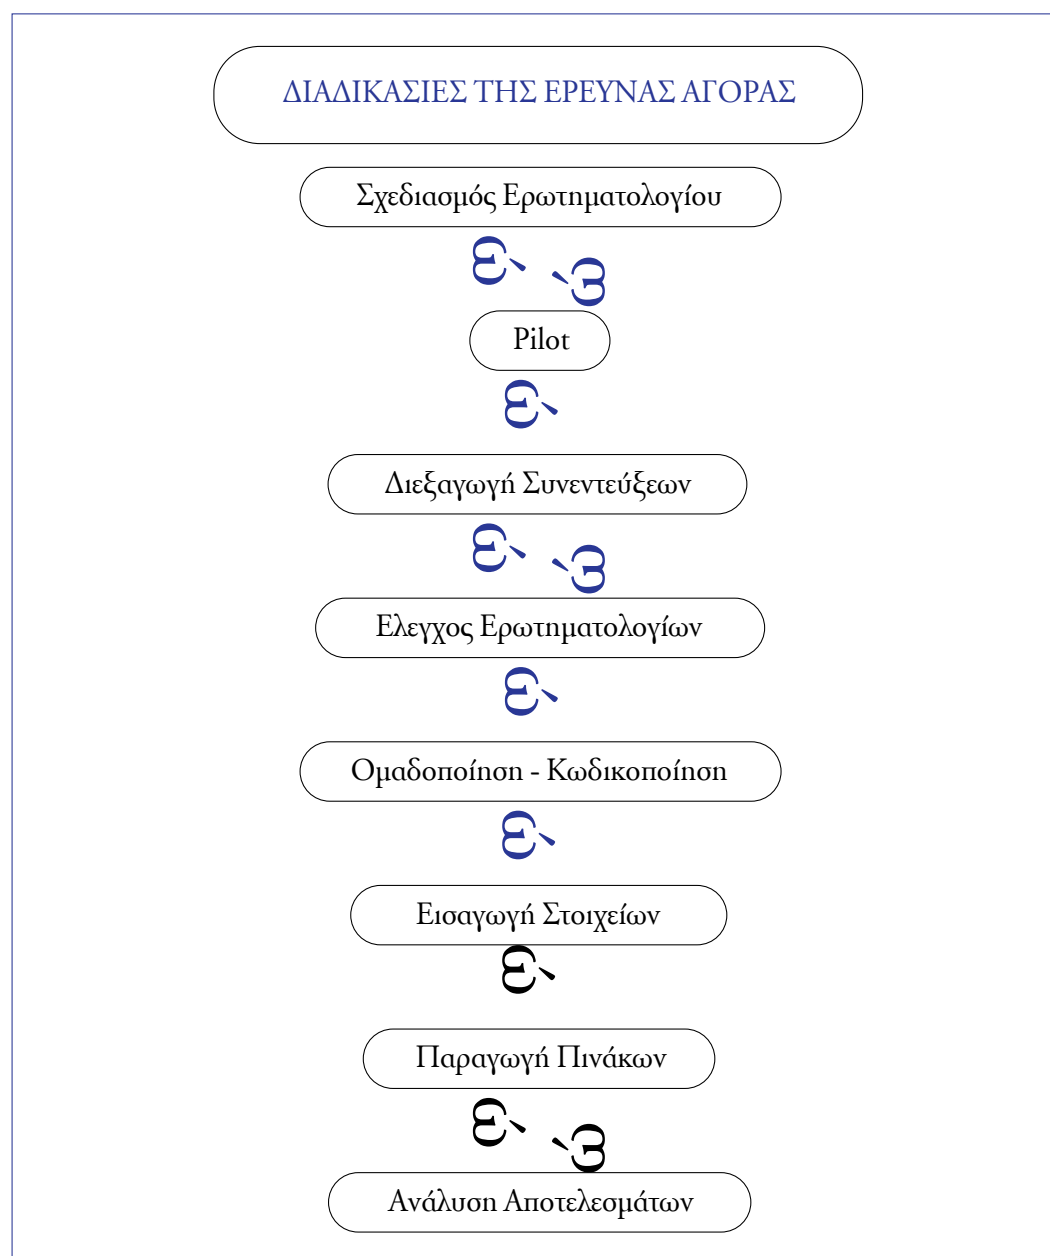 ΔΙΑΔΙΚΑΣΙΕΣ ΤΗΣ ΕΡΕΥΝΑΣ ΑΓΟΡΑΣ
Σχεδιασμός Ερωτηματολογίου
έ έ
Pilot
έ
Διεξαγωγή Συνεντεύξεων
έ έ
Ελεγχος Ερωτηματολογίων
έ
Ομαδοποίηση - Κωδικοποίηση
έ
Εισαγωγή Στοιχείων
έ
Παραγωγή Πινάκων
έ έ
Ανάλυση Αποτελεσμάτων